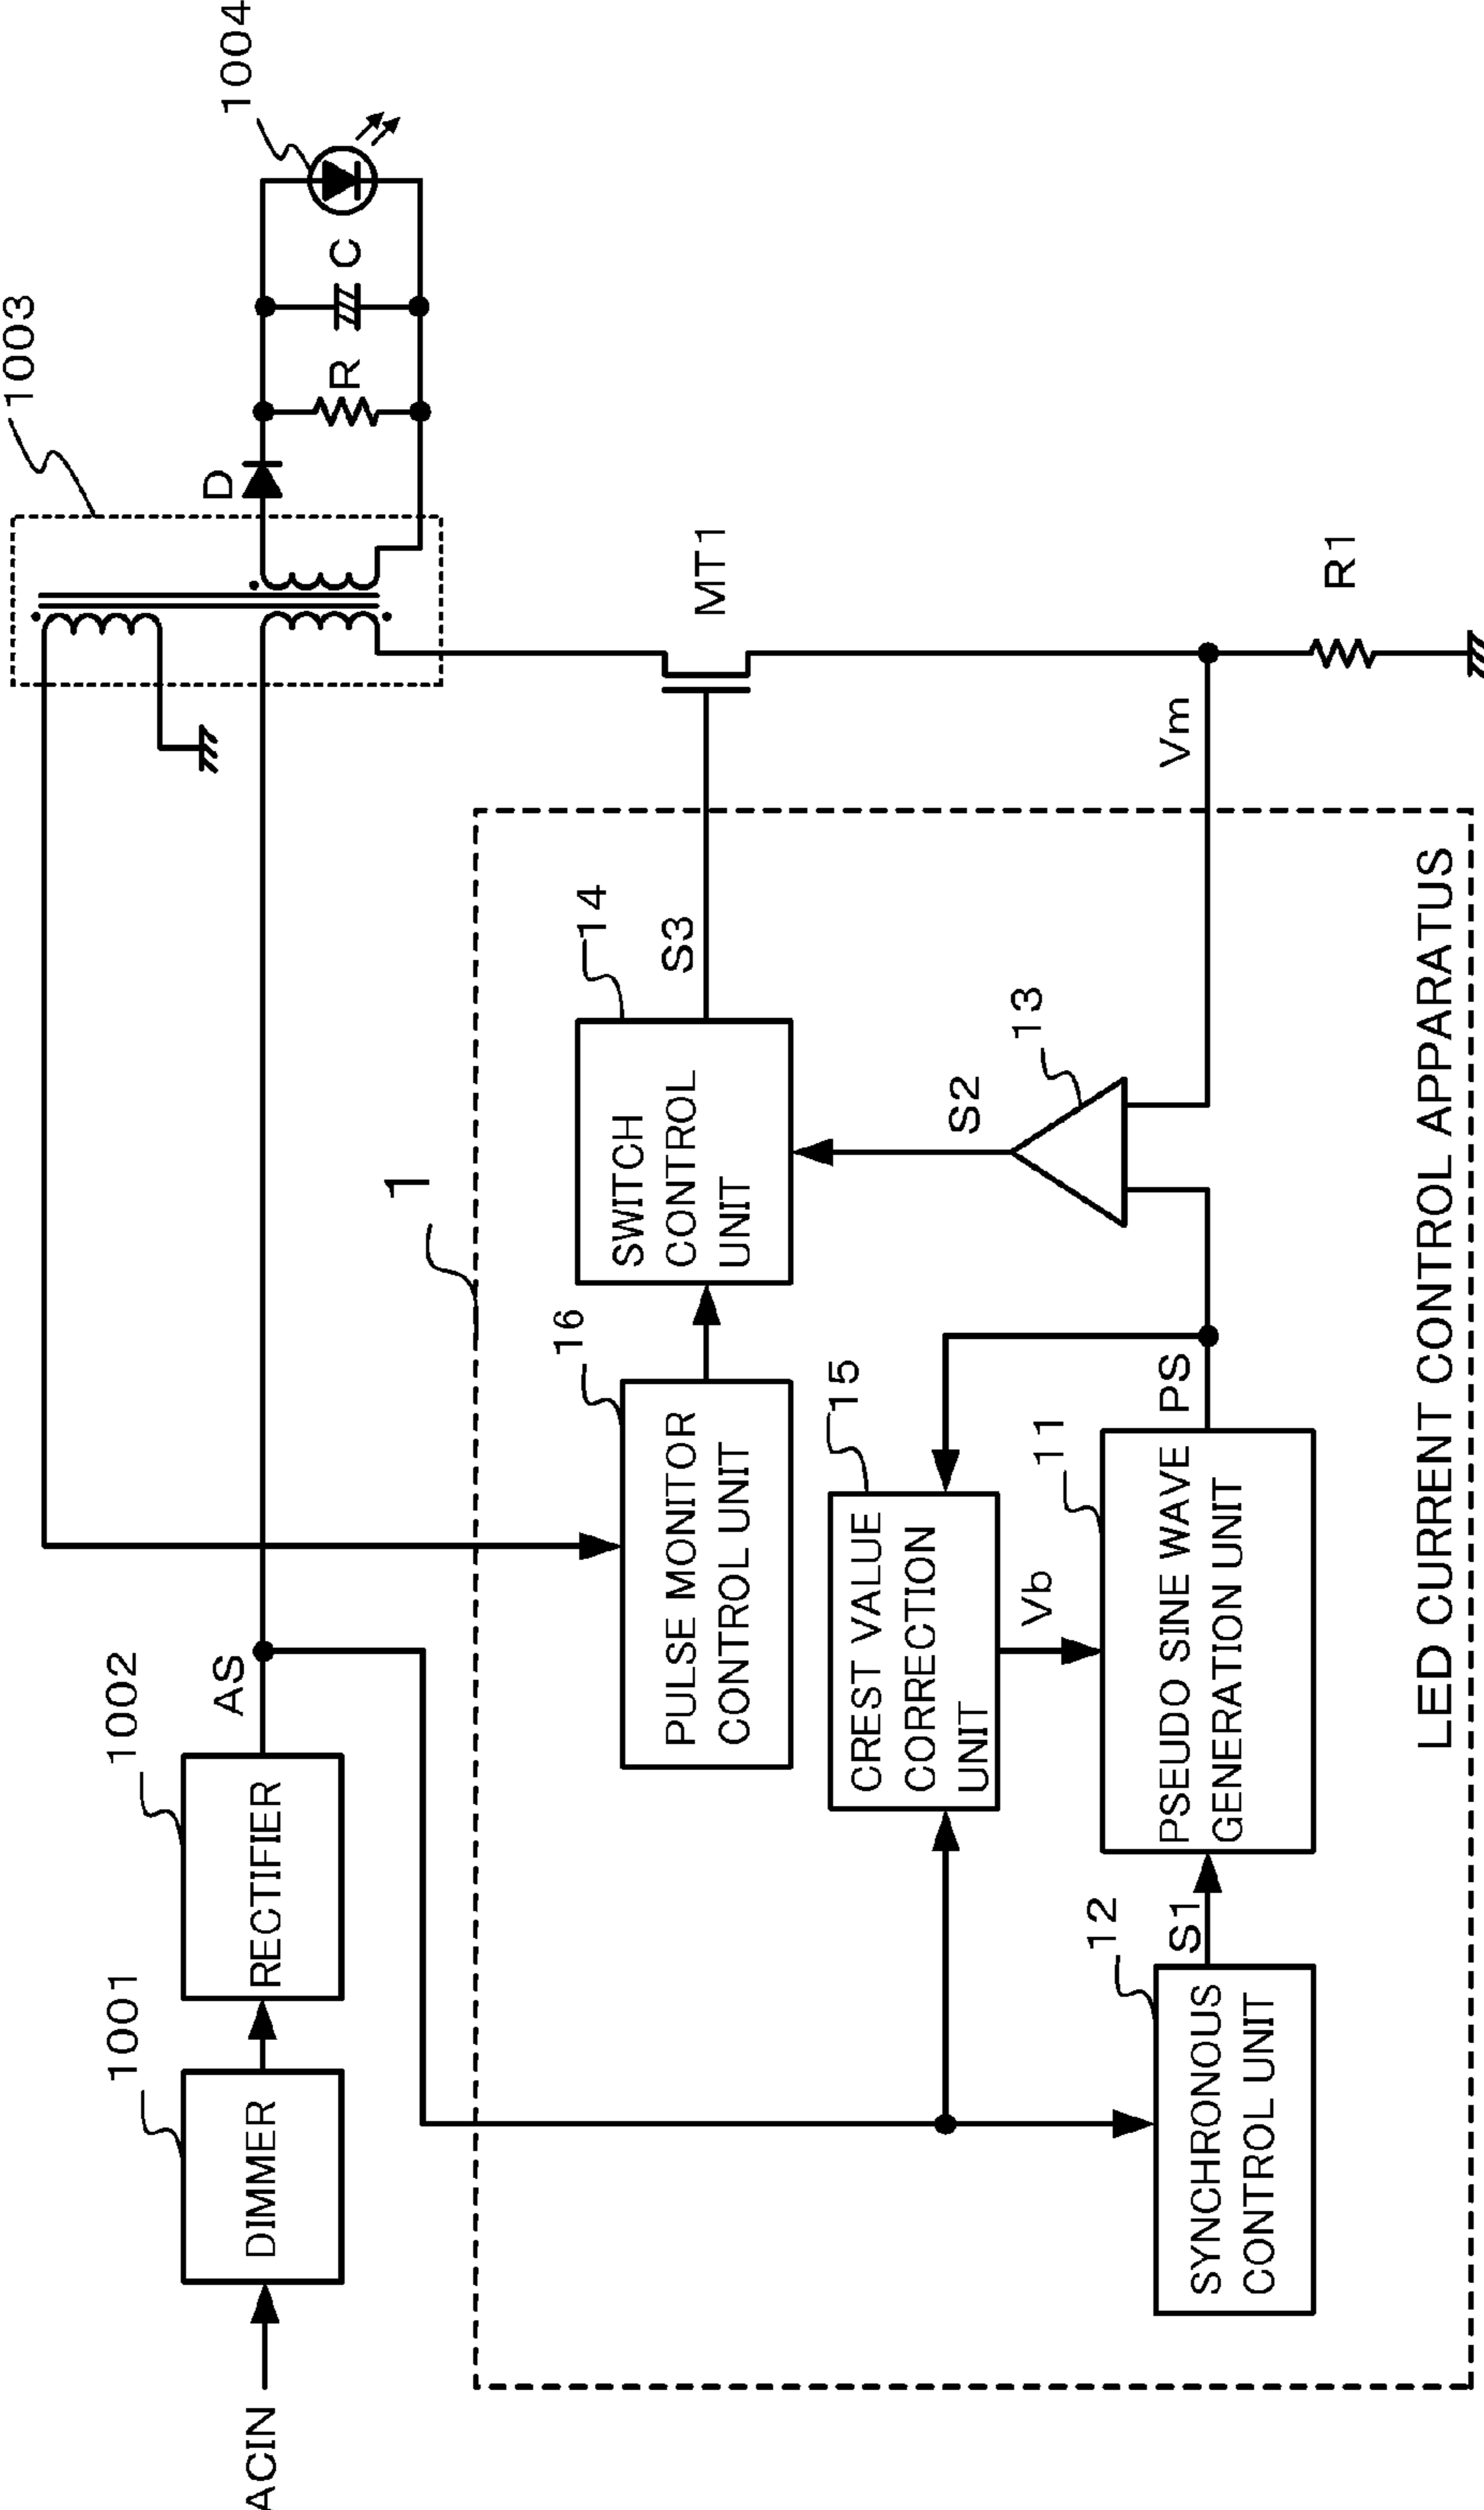 ACIN
1001
DIMMER
1002
RECTIFIER
AS
1003
D
R
C
1004
1
16
PULSE MONITOR
CONTROL UNIT
14
SWITCH
CONTROL
UNIT
S3
MT1
15
CREST VALUE
CORRECTION
UNIT
Vb
S2
13
12
SYNCHRONOUS
CONTROL UNIT
S1
11
PSEUDO SINE WAVE
GENERATION UNIT
PS
Vm
R1
LED CURRENT CONTROL APPARATUS